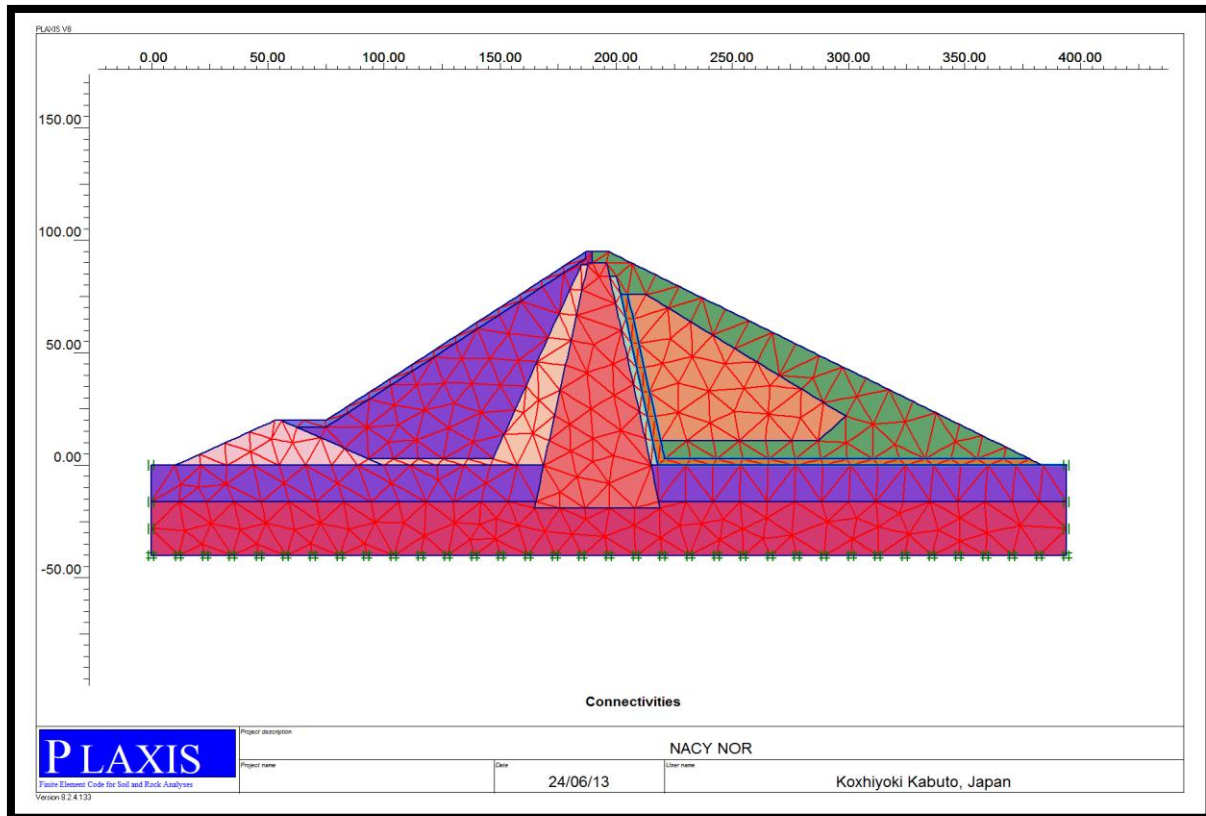 PLAXIS V8
0.00 50.00 100.00 150.00 200.00 250.00 300.00 350.00 400.00
150.00
100.00
50.00
0.00
-50.00
Connectivities
PLAXIS
Finite Element Code for Soil and Rock Analyses
Version 8.2.4.133
Project description
NACY NOR
Project name
Date
24/06/13
User name
Koxhiyoki Kabuto, Japan